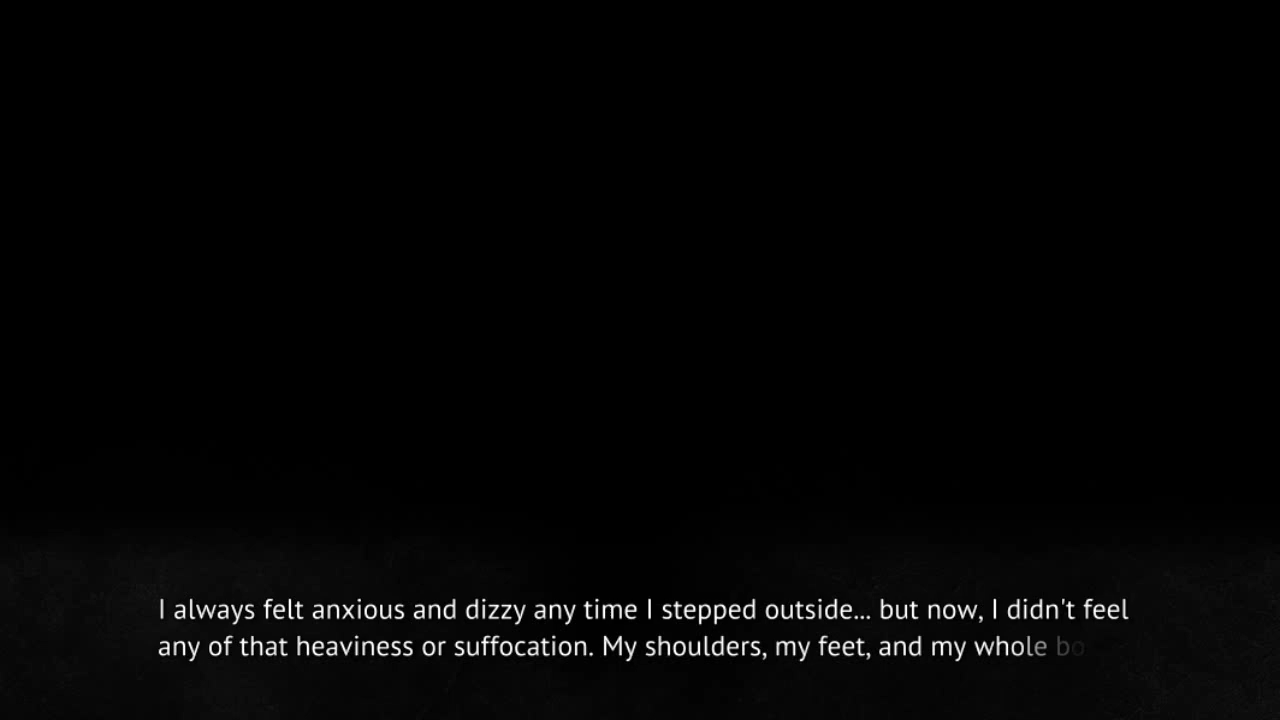 I always felt anxious and dizzy any time I stepped outside... but now, I didn't feel
any of that heaviness or suffocation. My shoulders, my feet, and my whole bo